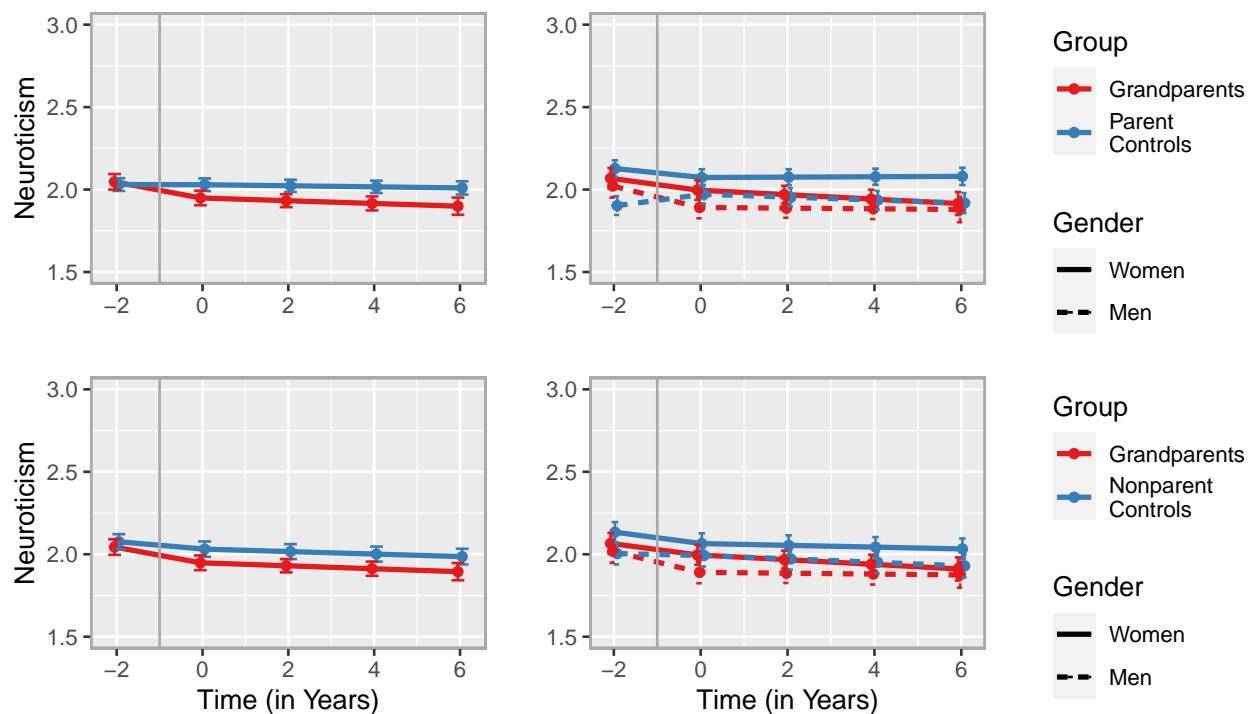 3.0
2.5
2.0
1.5
Neuroticism
−2 0 2 4 6
3.0
2.5
2.0
1.5
Neuroticism
−2 0 2 4 6
Group
Grandparents
Parent
Controls
Gender
Women
Men
3.0
2.5
2.0
1.5
Neuroticism
−2 0 2 4 6
Time (in Years)
3.0
2.5
2.0
1.5
Neuroticism
−2 0 2 4 6
Time (in Years)
Group
Grandparents
Nonparent
Controls
Gender
Women
Men